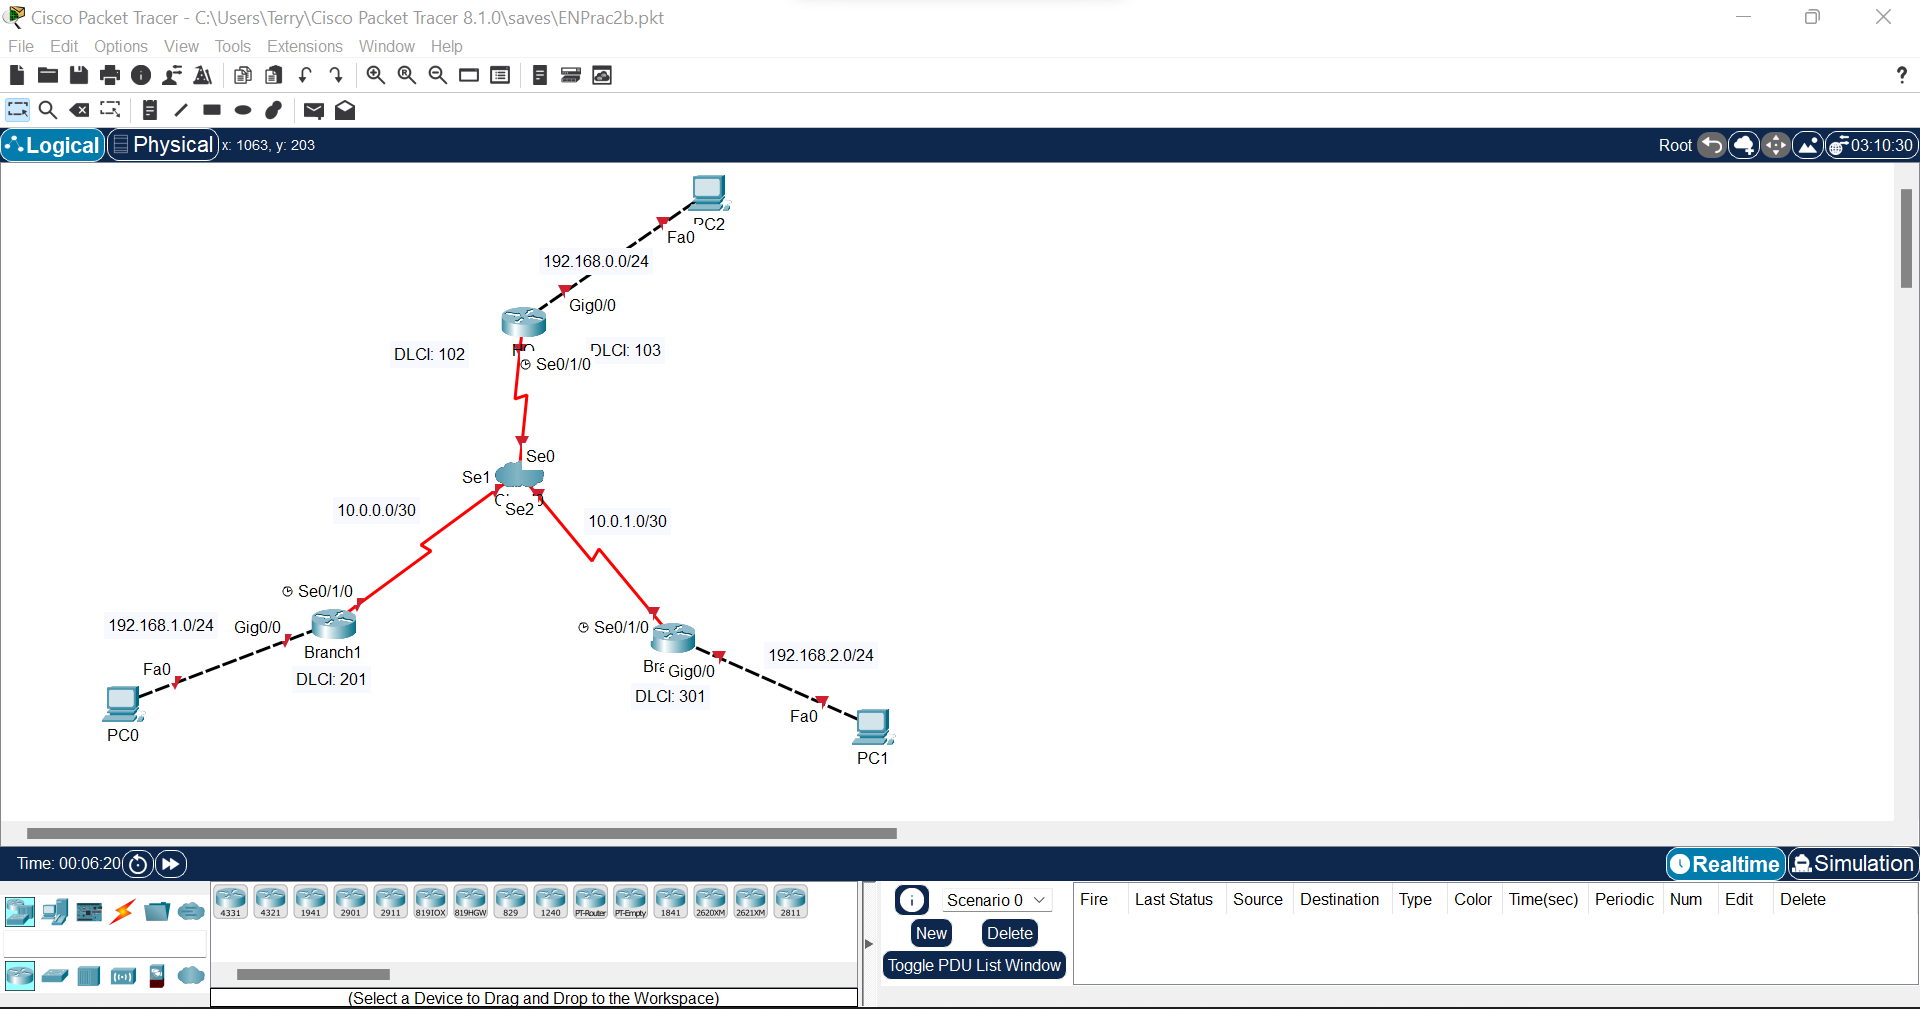 Cisco Packet Tracer - C:\Users\Terry\Cisco Packet Tracer 8.1.0\saves\ENPrac2b.pkt
File Edit Options View Tools Extensions Window Help
?
Logical Physical x: 1063, y: 203 Root 03:10:30
PC2
Fa0
192.168.0.0/24
Gig0/0
DLCI: 102
DLCI: 103
Se0/1/0
Se0
Se1
Se2
10.0.0.0/30
10.0.1.0/30
Se0/1/0
192.168.1.0/24 Gig0/0
Se0/1/0
Branch1
192.168.2.0/24
Fa0
Gig0/0
DLCI: 201
DLCI: 301
Fa0
PC0
PC1
Time: 00:06:20 Realtime Simulation
4331 4321 1941 2901 2911 819IOX 819HGW 829 1240 PT-Router PT-Empty 1841 2620XM 2621XM 2811
Scenario 0
Fire Last Status Source Destination Type Color Time(sec) Periodic Num Edit Delete
New Delete
Toggle PDU List Window
(Select a Device to Drag and Drop to the Workspace)